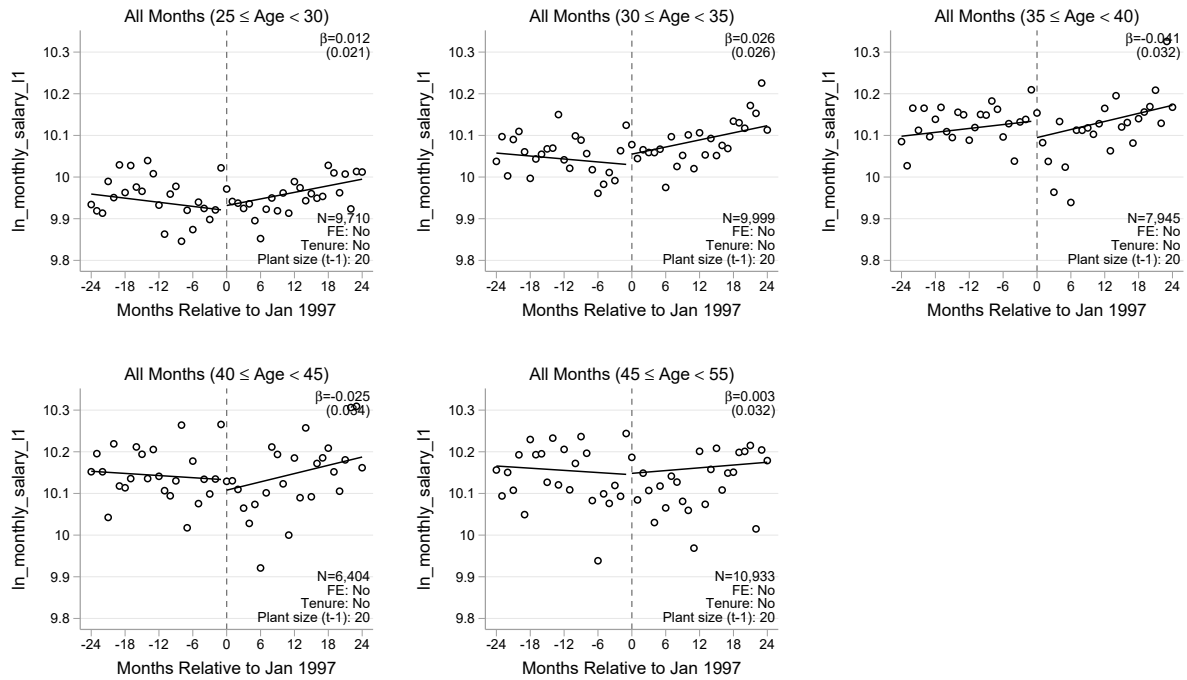 All Months (25 ≤ Age < 30)
β=0.012
(0.021)
10.3
10.2
10.1
10
9.9
9.8
ln_monthly_salary_l1
N=9,710
FE: No
Tenure: No
Plant size (t-1): 20
-24 -18 -12 -6 0 6 12 18 24
Months Relative to Jan 1997
All Months (30 ≤ Age < 35)
β=0.026
(0.026)
10.3
10.2
10.1
10
9.9
9.8
ln_monthly_salary_l1
N=9,999
FE: No
Tenure: No
Plant size (t-1): 20
-24 -18 -12 -6 0 6 12 18 24
Months Relative to Jan 1997
All Months (35 ≤ Age < 40)
β=-0.041
(0.032)
10.3
10.2
10.1
10
9.9
9.8
ln_monthly_salary_l1
N=7,945
FE: No
Tenure: No
Plant size (t-1): 20
-24 -18 -12 -6 0 6 12 18 24
Months Relative to Jan 1997
All Months (40 ≤ Age < 45)
β=-0.025
(0.034)
10.3
10.2
10.1
10
9.9
9.8
ln_monthly_salary_l1
N=6,404
FE: No
Tenure: No
Plant size (t-1): 20
-24 -18 -12 -6 0 6 12 18 24
Months Relative to Jan 1997
All Months (45 ≤ Age < 55)
β=0.003
(0.032)
10.3
10.2
10.1
10
9.9
9.8
ln_monthly_salary_l1
N=10,933
FE: No
Tenure: No
Plant size (t-1): 20
-24 -18 -12 -6 0 6 12 18 24
Months Relative to Jan 1997